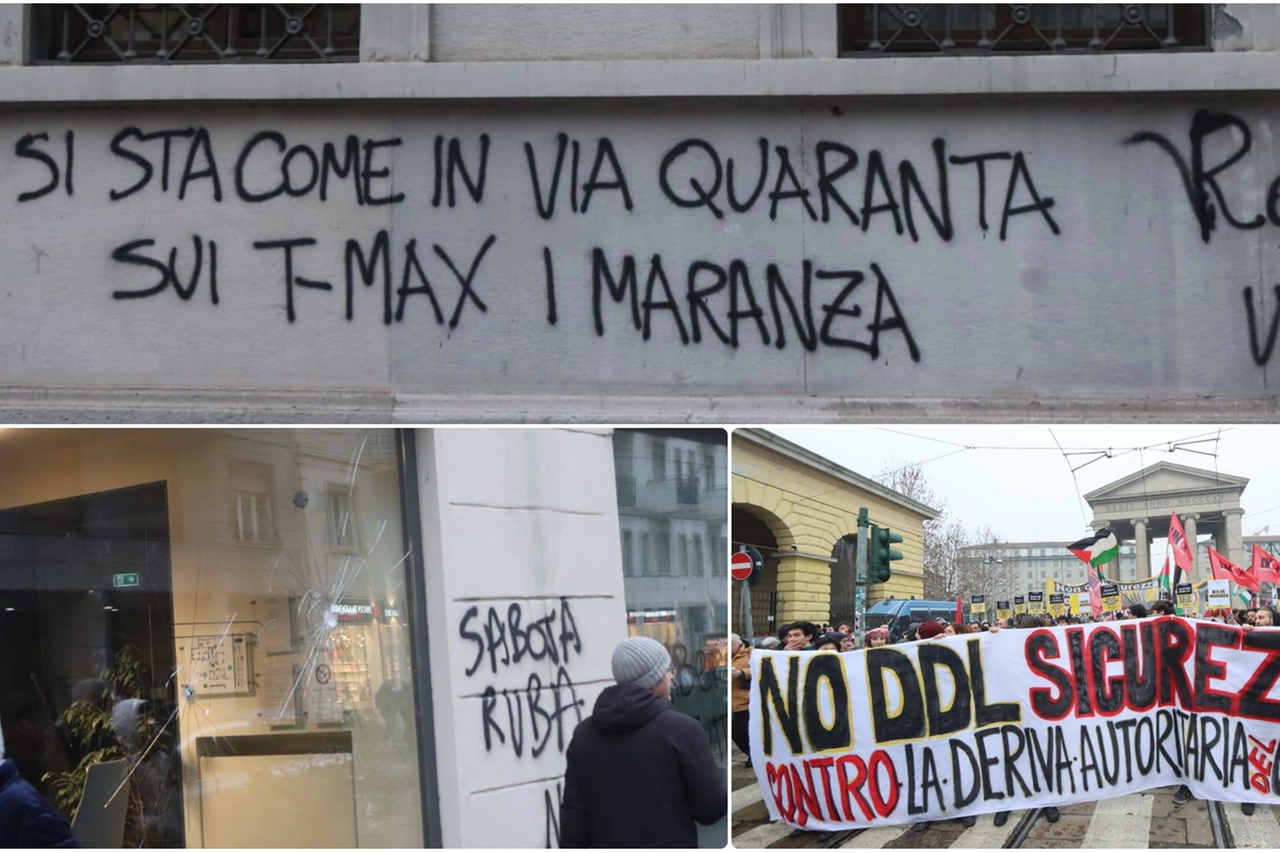 SI STA COME IN VIA QUARANTA
SUI T-MAX I MARANZA
SABOTA
RUBA
NO DDL SICUREZ
CONTRO·LA·DERIVA·AUTORITARIA DEL